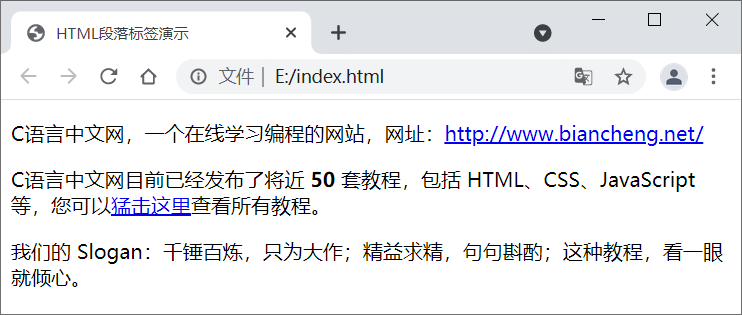 HTML段落标签演示
文件 | E:/index.html
C语言中文网，一个在线学习编程的网站，网址：http://www.biancheng.net/
C语言中文网目前已经发布了将近 50 套教程，包括 HTML、CSS、JavaScript
等，您可以猛击这里查看所有教程。
我们的 Slogan：千锤百炼，只为大作；精益求精，句句斟酌；这种教程，看一眼
就倾心。